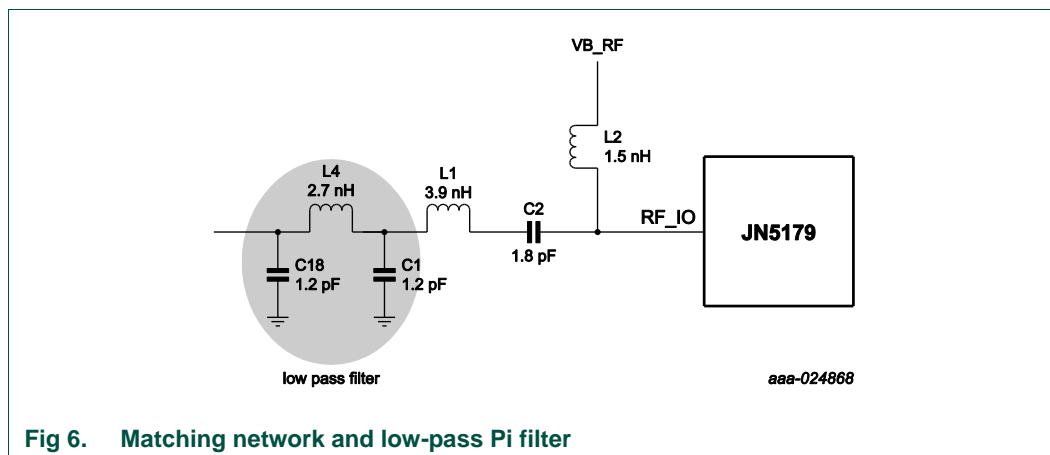 VB_RF
L2
1.5 nH
L4
2.7 nH
L1
3.9 nH
C2
1.8 pF
RF_IO
JN5179
C18
1.2 pF
C1
1.2 pF
low pass filter
aaa-024868
Fig 6. Matching network and low-pass Pi filter